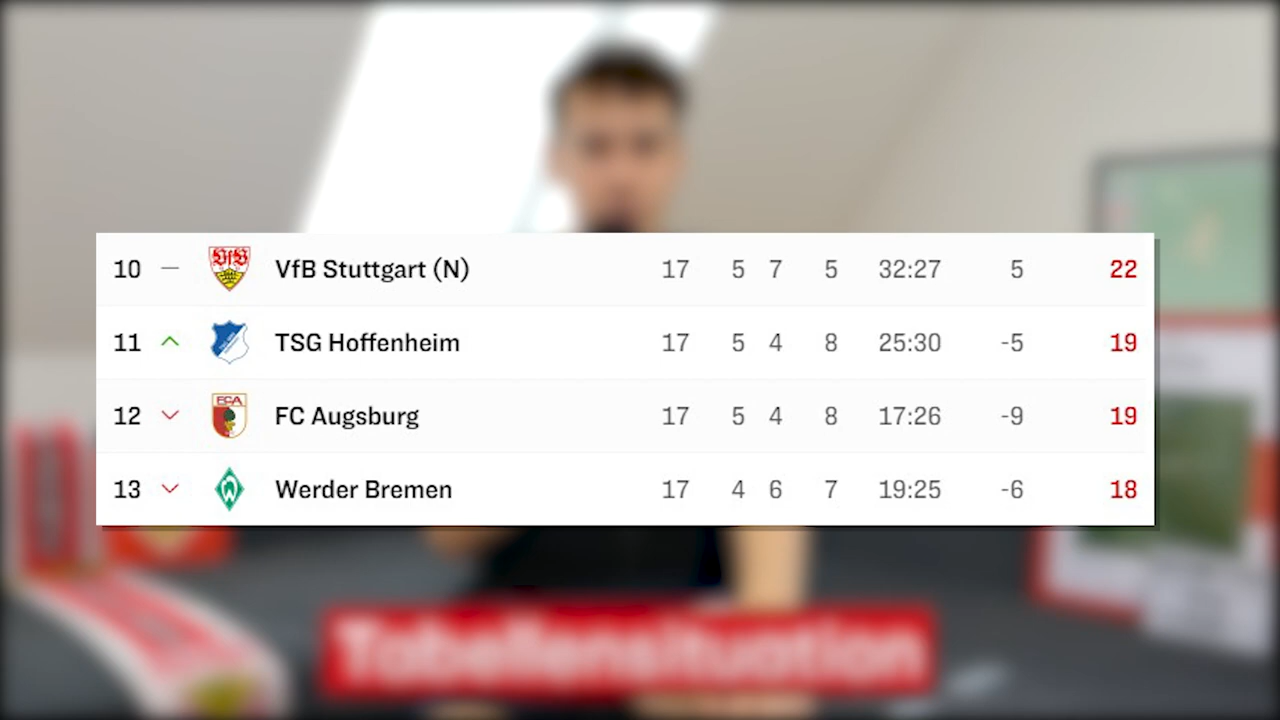 10 — VfB Stuttgart (N) 17 5 7 5 32:27 5 22
11 TSG Hoffenheim 17 5 4 8 25:30 -5 19
FCA
12 FC Augsburg 17 5 4 8 17:26 -9 19
13 Werder Bremen 17 4 6 7 19:25 -6 18
Tabellensituation